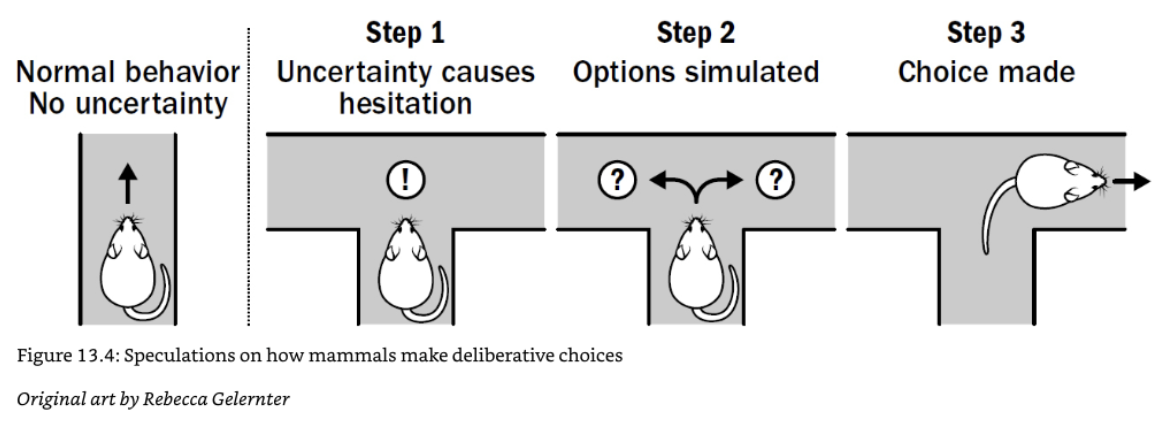 Normal behavior
No uncertainty
Step 1
Uncertainty causes
hesitation
!
Step 2
Options simulated
?
?
Step 3
Choice made
Figure 13.4: Speculations on how mammals make deliberative choices
Original art by Rebecca Gelernter